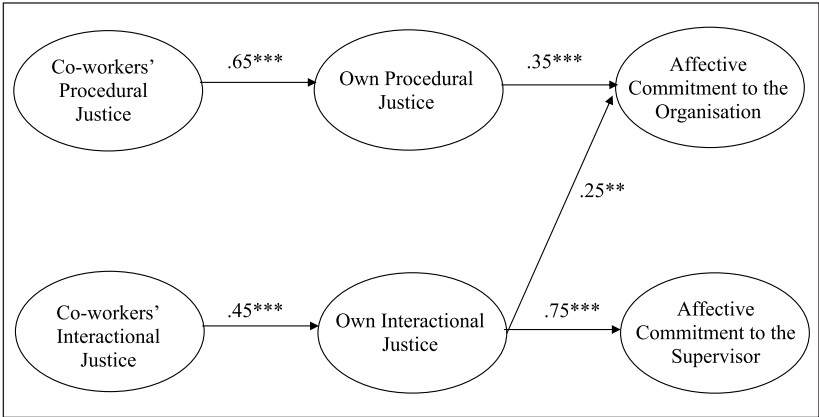 Co-workers’
Procedural
Justice
.65***
Own Procedural
Justice
.35***
Affective
Commitment to the
Organisation
.25**
Co-workers’
Interactional
Justice
.45***
Own Interactional
Justice
.75***
Affective
Commitment to the
Supervisor